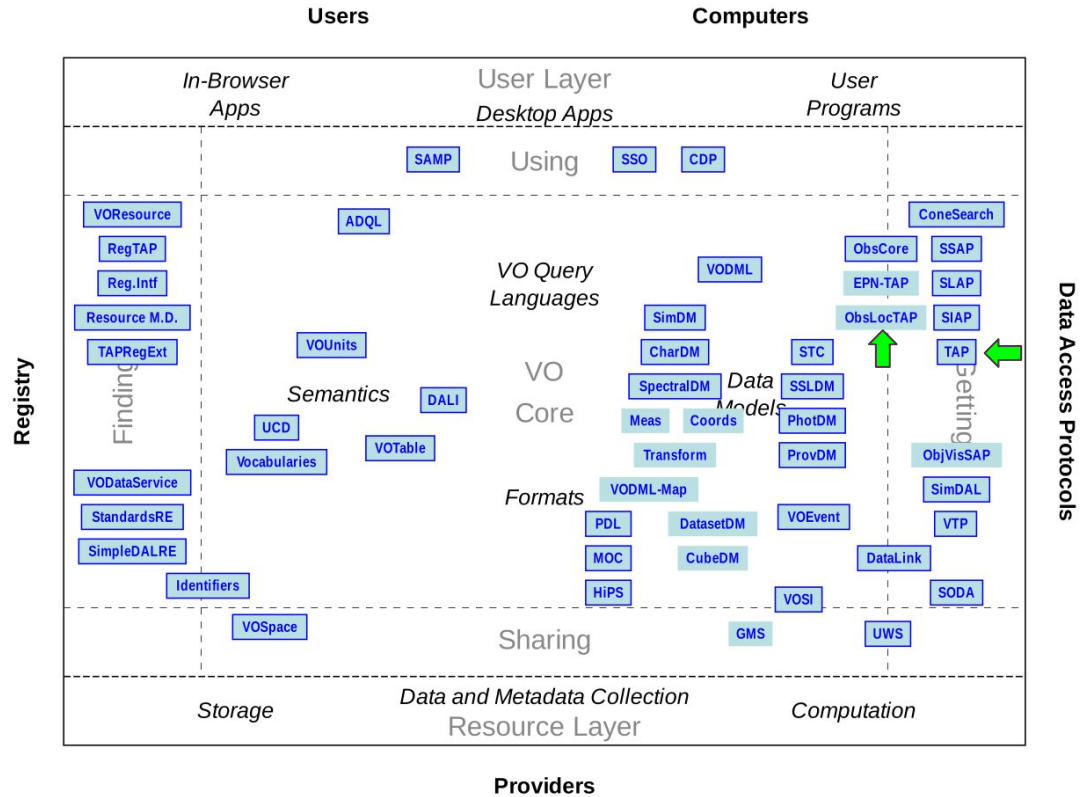 Users
Computers
In-Browser
Apps
User Layer
Desktop Apps
User
Programs
SAMP
Using
SSO
CDP
VOResource
RegTAP
Reg.Intf
Resource M.D.
TAPRegExt
Finding
VODataService
StandardsRE
SimpleDALRE
Identifiers
Registry
ADQL
VO Query
Languages
VOUnits
Semantics
DALI
UCD
Vocabularies
VOTable
VO
Core
Formats
VODML
SimDM
CharDM
SpectralDM
Meas
Coords
Transform
VODML-Map
PDL
DatasetDM
MOC
CubeDM
HiPS
Data
Models
STC
SSLDM
PhotDM
ProvDM
VOEvent
VOSI
ObsCore
EPN-TAP
ObsLocTAP
DataLink
ConeSearch
SSAP
SLAP
SIAP
TAP
Getting
ObjVisSAP
SimDAL
VTP
SODA
Data Access Protocols
VOSpace
Sharing
GMS
UWS
Storage
Data and Metadata Collection
Resource Layer
Computation
Providers